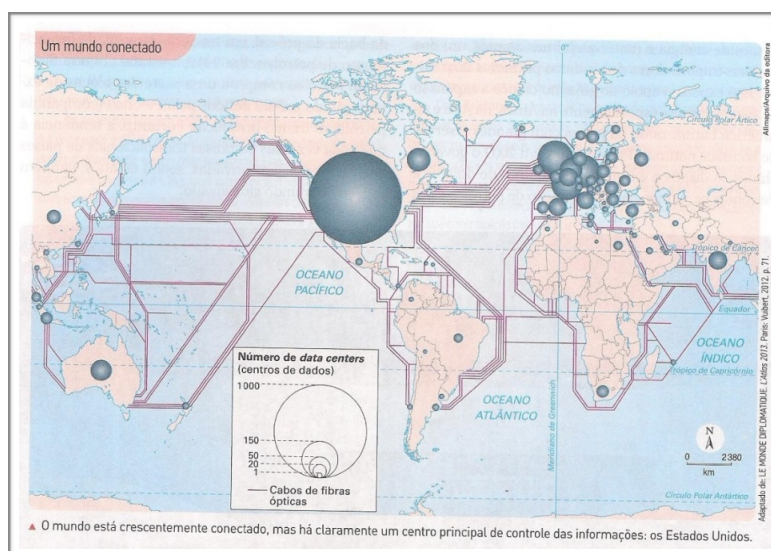 Um mundo conectado
0°
Círculo Polar Ártico
Trópico de Câncer
OCEANO
PACÍFICO
Equador
OCEANO
ÍNDICO
Trópico de Capricórnio
OCEANO
ATLÂNTICO
Meridiano de Greenwich
Número de data centers
(centros de dados)
1000
150
50
20
1
Cabos de fibras
ópticas
N
0 2380
km
Círculo Polar Antártico
Allmaps/Arquivo da editora
Adaptado de: LE MONDE DIPLOMATIQUE. L'Atlas 2013. Paris: Vuibert, 2012. p. 71.
▲ O mundo está crescentemente conectado, mas há claramente um centro principal de controle das informações: os Estados Unidos.